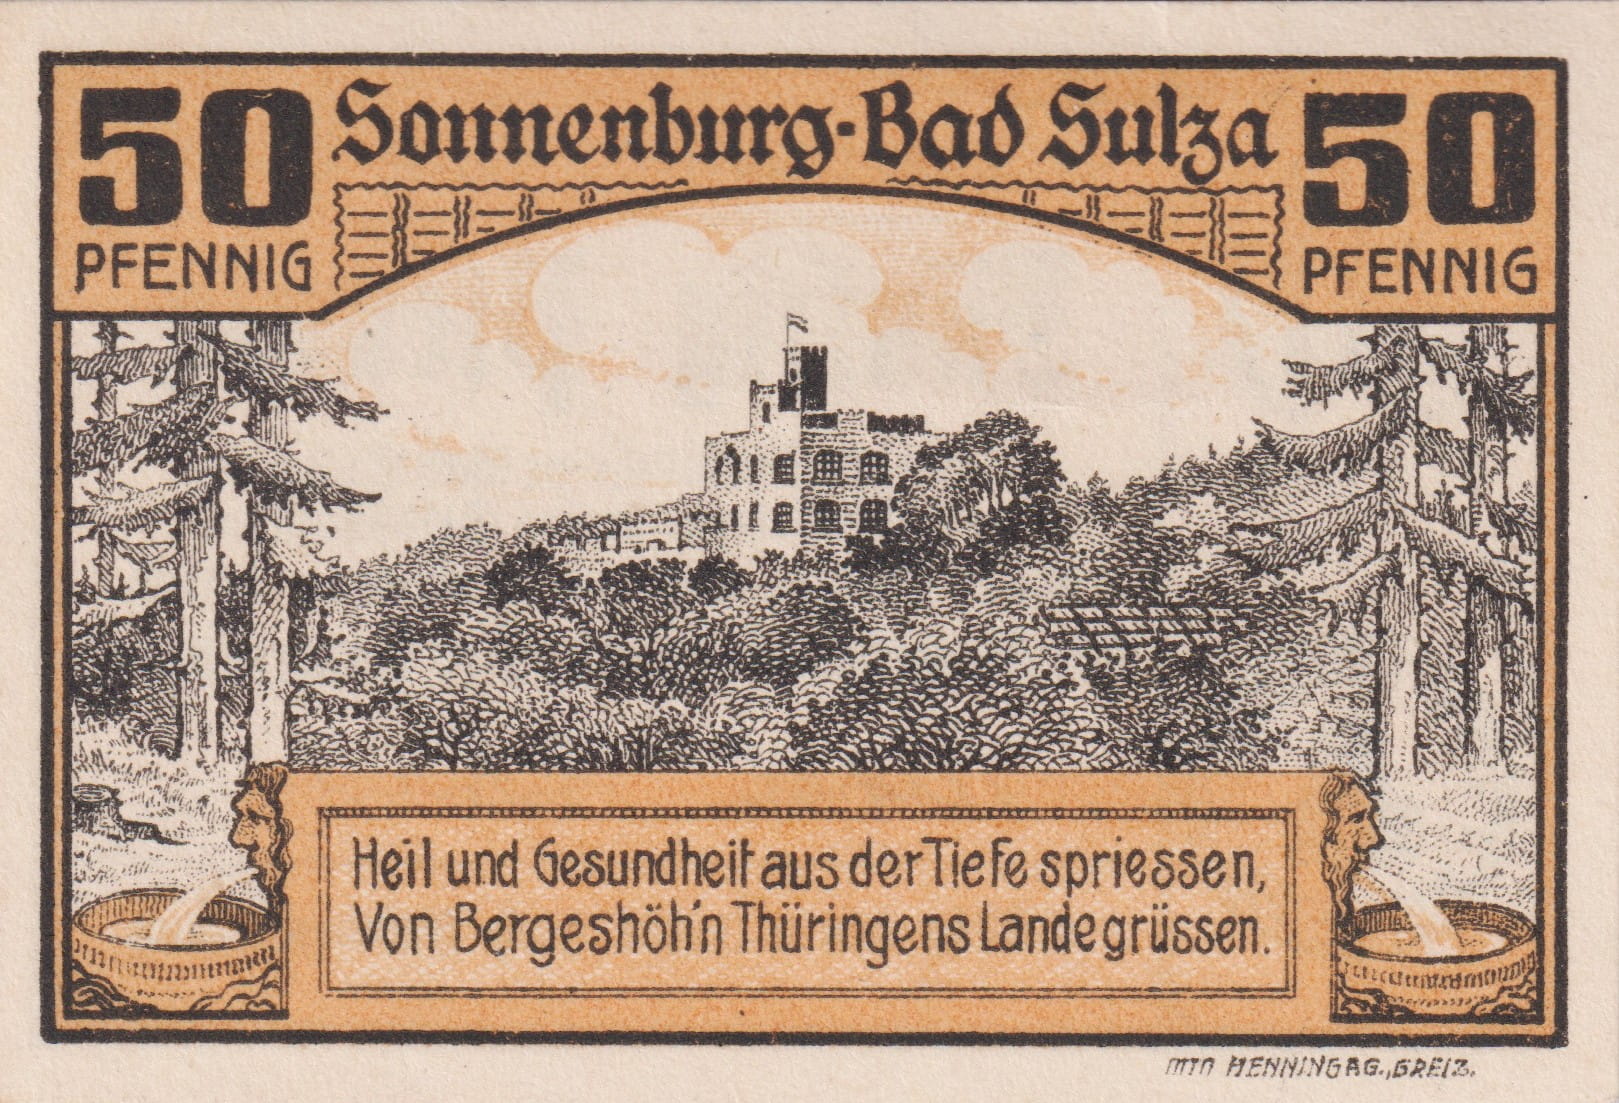 50 Sonnenburg-Bad Sulza 50
PFENNIG PFENNIG
Heil und Gesundheit aus der Tiefe spriessen,
Von Bergeshöh'n Thüringens Lande grüssen.
OTTO HENNING AG., GREIZ.